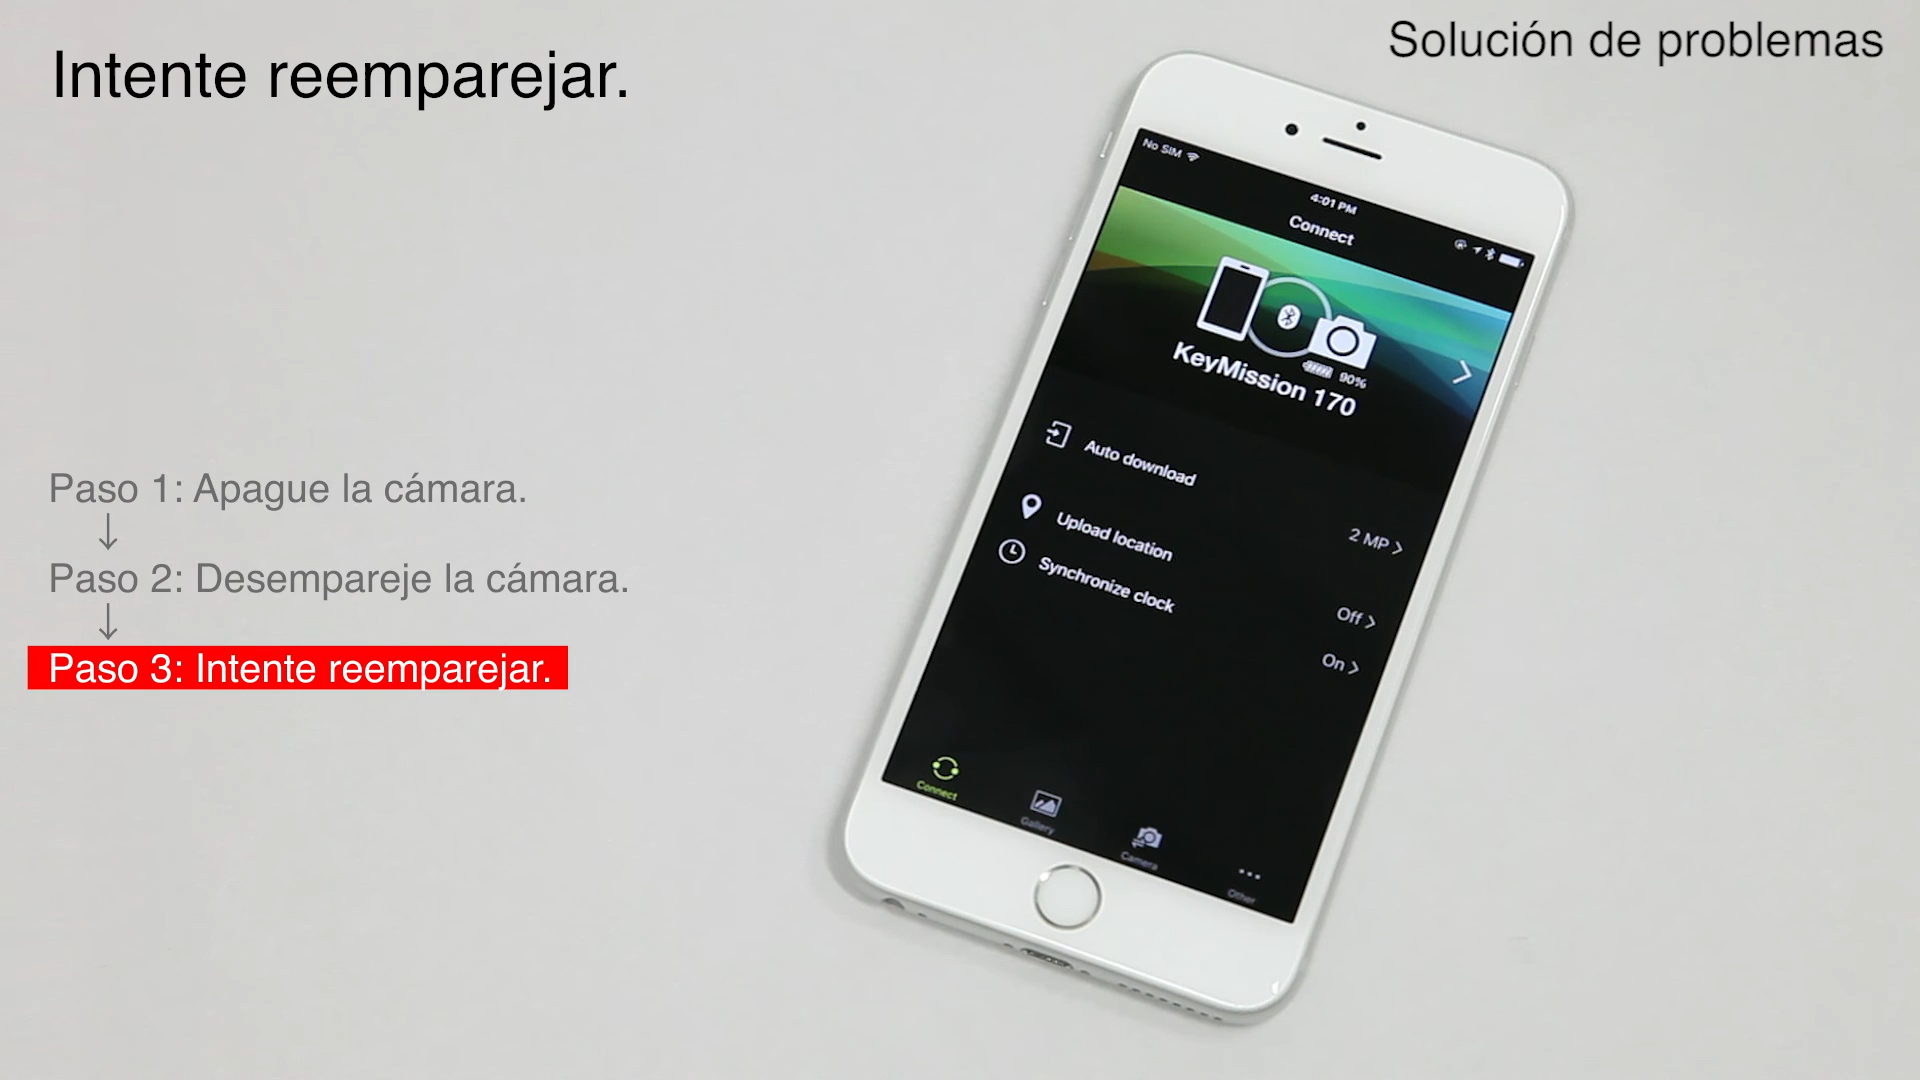 Solución de problemas
Intente reemparejar.
Paso 1: Apague la cámara.
↓
Paso 2: Desempareje la cámara.
↓
Paso 3: Intente reemparejar.
No SIM
4:01 PM
Connect
90%
KeyMission 170
Auto download
2 MP >
Upload location
Off >
Synchronize clock
On >
Connect
Gallery
Camera
Other